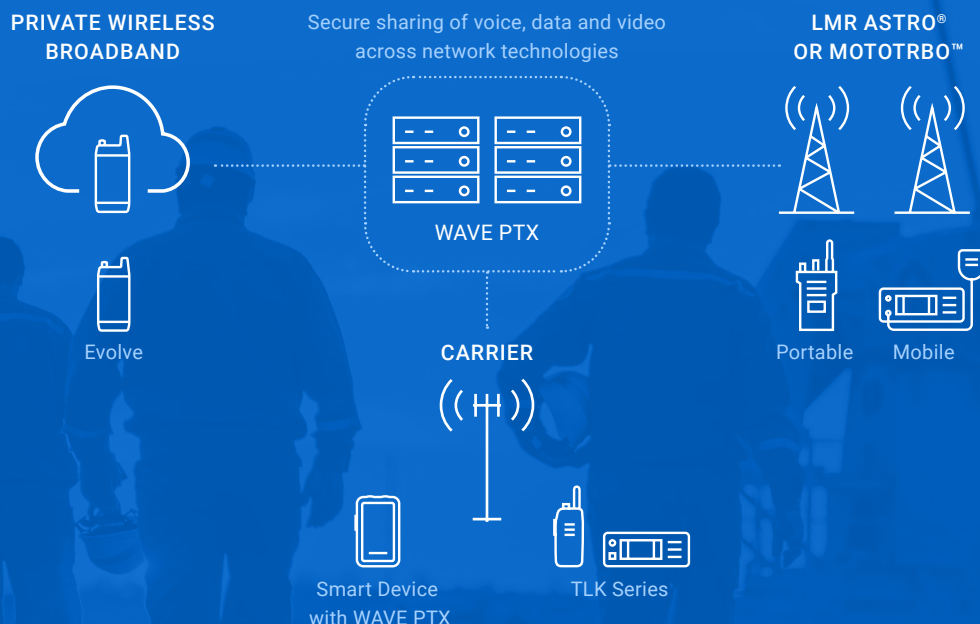 PRIVATE WIRELESS
BROADBAND
Secure sharing of voice, data and video
across network technologies
LMR ASTRO®
OR MOTOTRBO™
WAVE PTX
Evolve
CARRIER
Portable
Mobile
Smart Device
with WAVE PTX
TLK Series